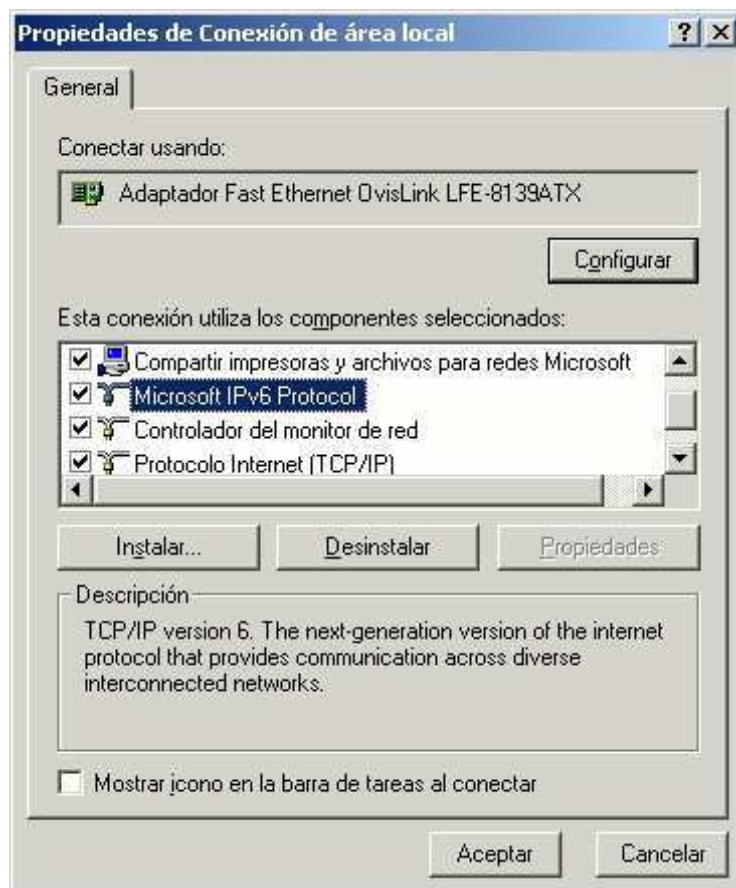 Propiedades de Conexión de área local
General
Conectar usando:
Adaptador Fast Ethernet OvisLink LFE-8139ATX
Configurar
Esta conexión utiliza los componentes seleccionados:
Compartir impresoras y archivos para redes Microsoft
Microsoft IPv6 Protocol
Controlador del monitor de red
Protocolo Internet (TCP/IP)
Instalar...
Desinstalar
Propiedades
Descripción
TCP/IP version 6. The next-generation version of the internet
protocol that provides communication across diverse
interconnected networks.
Mostrar icono en la barra de tareas al conectar
Aceptar
Cancelar